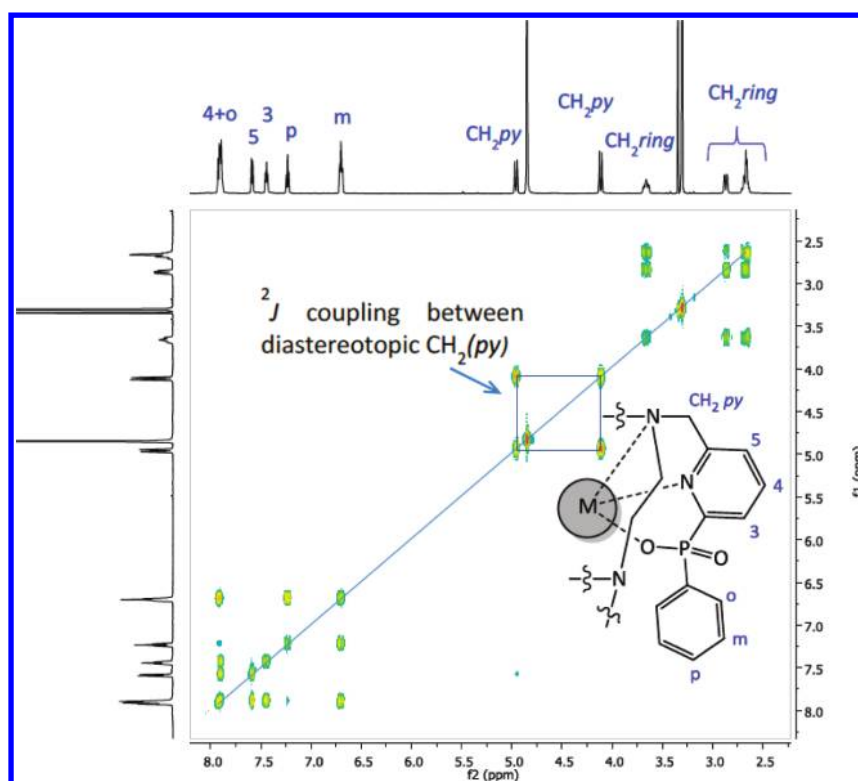 4+o
5
3
p
m
CH2py
CH2py
CH2ring
CH2ring
2J coupling between
diastereotopic CH2(py)
N
CH2 py
5
4
3
N
M
O
P
O
N
o
m
p
2.5
3.0
3.5
4.0
4.5
5.0
5.5
6.0
6.5
7.0
7.5
8.0
f1 (ppm)
8.0 7.5 7.0 6.5 6.0 5.5 5.0 4.5 4.0 3.5 3.0 2.5
f2 (ppm)